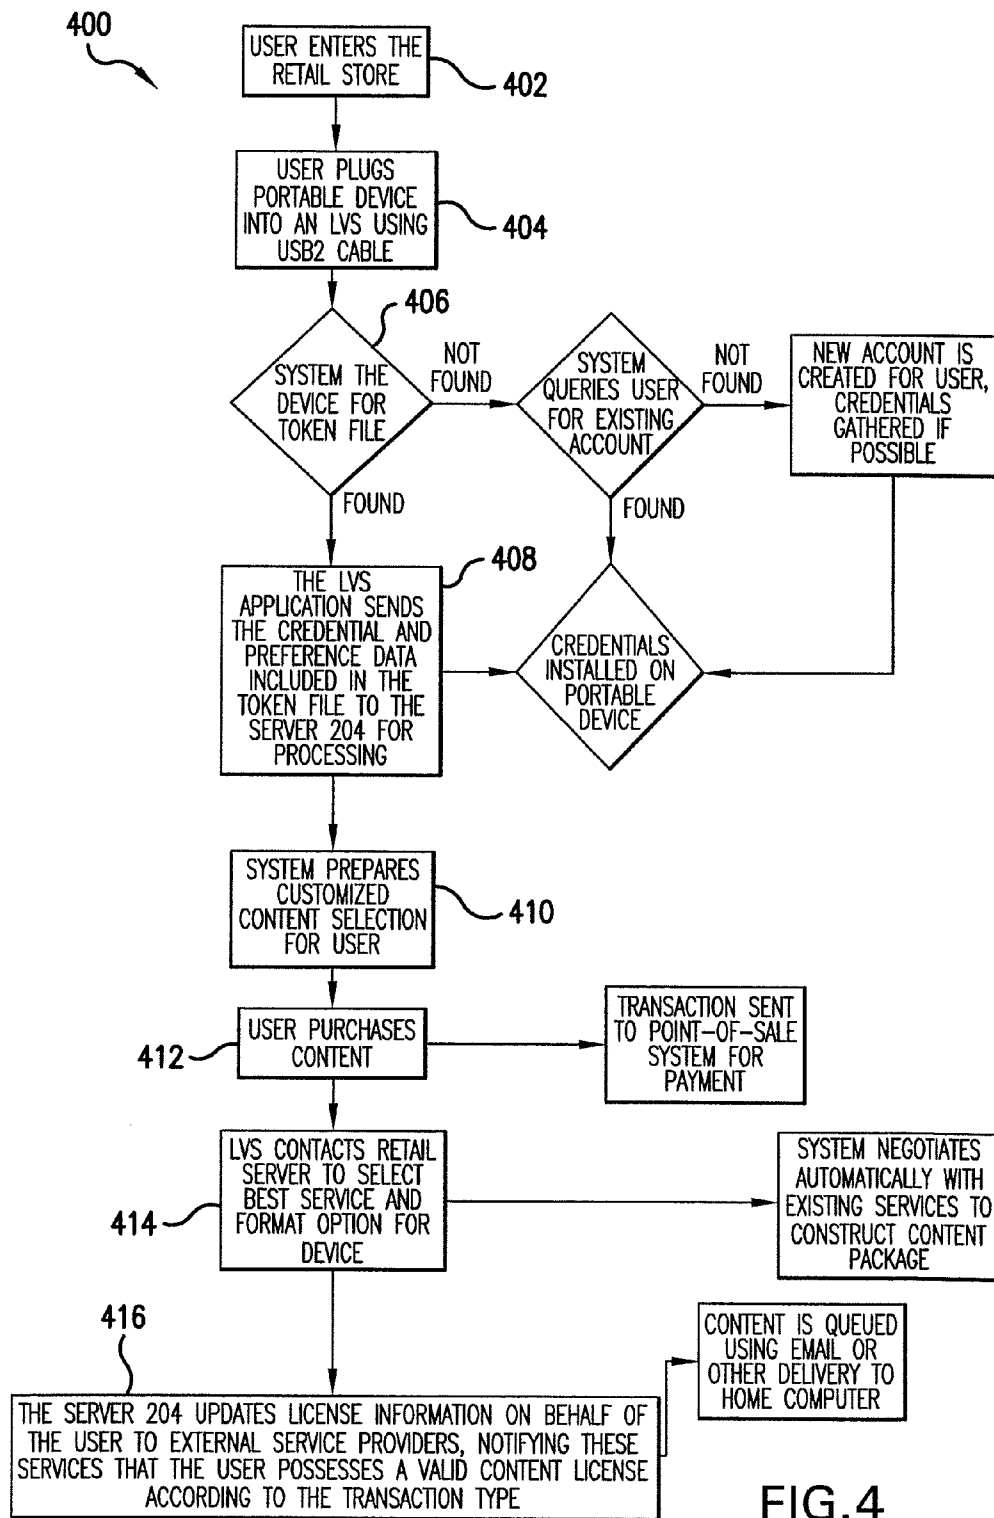 400
USER ENTERS THE
RETAIL STORE
402
USER PLUGS
PORTABLE DEVICE
INTO AN LVS USING
USB2 CABLE
404
406
SYSTEM THE
DEVICE FOR
TOKEN FILE
NOT
FOUND
SYSTEM
QUERIES USER
FOR EXISTING
ACCOUNT
NOT
FOUND
NEW ACCOUNT IS
CREATED FOR USER,
CREDENTIALS
GATHERED IF
POSSIBLE
FOUND
FOUND
408
THE LVS
APPLICATION SENDS
THE CREDENTIAL AND
PREFERENCE DATA
INCLUDED IN THE
TOKEN FILE TO THE
SERVER 204 FOR
PROCESSING
CREDENTIALS
INSTALLED ON
PORTABLE
DEVICE
SYSTEM PREPARES
CUSTOMIZED
CONTENT SELECTION
FOR USER
410
USER PURCHASES
CONTENT
412
TRANSACTION SENT
TO POINT-OF-SALE
SYSTEM FOR
PAYMENT
LVS CONTACTS RETAIL
SERVER TO SELECT
BEST SERVICE AND
FORMAT OPTION FOR
DEVICE
414
SYSTEM NEGOTIATES
AUTOMATICALLY WITH
EXISTING SERVICES TO
CONSTRUCT CONTENT
PACKAGE
416
CONTENT IS QUEUED
USING EMAIL OR
OTHER DELIVERY TO
HOME COMPUTER
THE SERVER 204 UPDATES LICENSE INFORMATION ON BEHALF OF
THE USER TO EXTERNAL SERVICE PROVIDERS, NOTIFYING THESE
SERVICES THAT THE USER POSSESSES A VALID CONTENT LICENSE
ACCORDING TO THE TRANSACTION TYPE
FIG.4